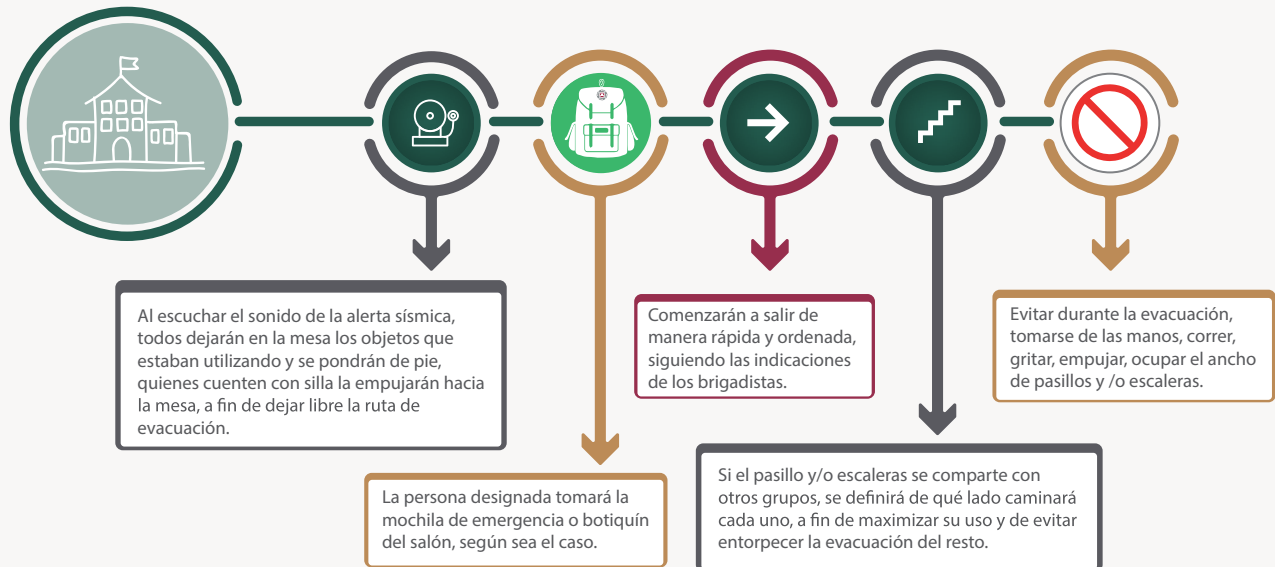 Al escuchar el sonido de la alerta sísmica,
todos dejarán en la mesa los objetos que
estaban utilizando y se pondrán de pie,
quienes cuenten con silla la empujarán hacia
la mesa, a fin de dejar libre la ruta de
evacuación.
La persona designada tomará la
mochila de emergencia o botiquín
del salón, según sea el caso.
Comenzarán a salir de
manera rápida y ordenada,
siguiendo las indicaciones
de los brigadistas.
Si el pasillo y/o escaleras se comparte con
otros grupos, se definirá de qué lado caminará
cada uno, a fin de maximizar su uso y de evitar
entorpecer la evacuación del resto.
Evitar durante la evacuación,
tomarse de las manos, correr,
gritar, empujar, ocupar el ancho
de pasillos y /o escaleras.